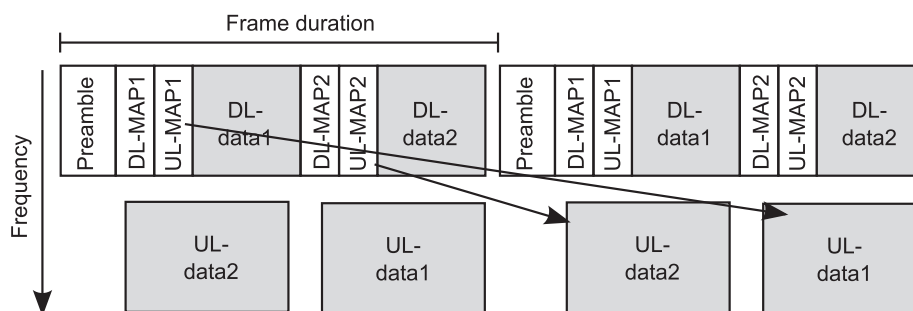 Frame duration
Frequency
Preamble
DL-MAP1
UL-MAP1
DL-
data1
DL-MAP2
UL-MAP2
DL-
data2
Preamble
DL-MAP1
UL-MAP1
DL-
data1
DL-MAP2
UL-MAP2
DL-
data2
UL-
data2
UL-
data1
UL-
data2
UL-
data1